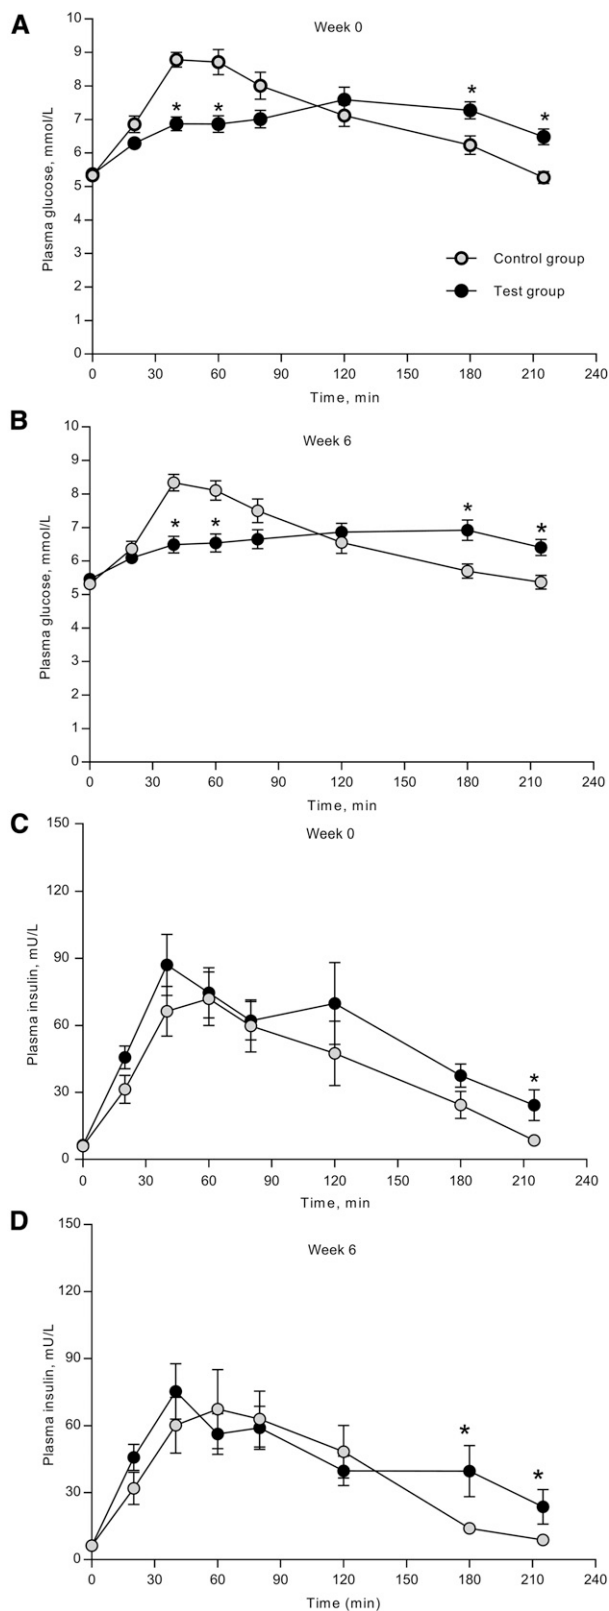 A
Week 0
10
9
8
7
6
5
4
3
2
1
0
Plasma glucose, mmol/L
* * * *
Control group
Test group
0 30 60 90 120 150 180 210 240
Time, min
B
Week 6
10
9
8
7
6
5
4
3
2
1
0
Plasma glucose, mmol/L
* * * *
0 30 60 90 120 150 180 210 240
Time, min
C
Week 0
150
120
90
60
30
0
Plasma insulin, mU/L
*
0 30 60 90 120 150 180 210 240
Time, min
D
Week 6
150
120
90
60
30
0
Plasma insulin, mU/L
* *
0 30 60 90 120 150 180 210 240
Time (min)